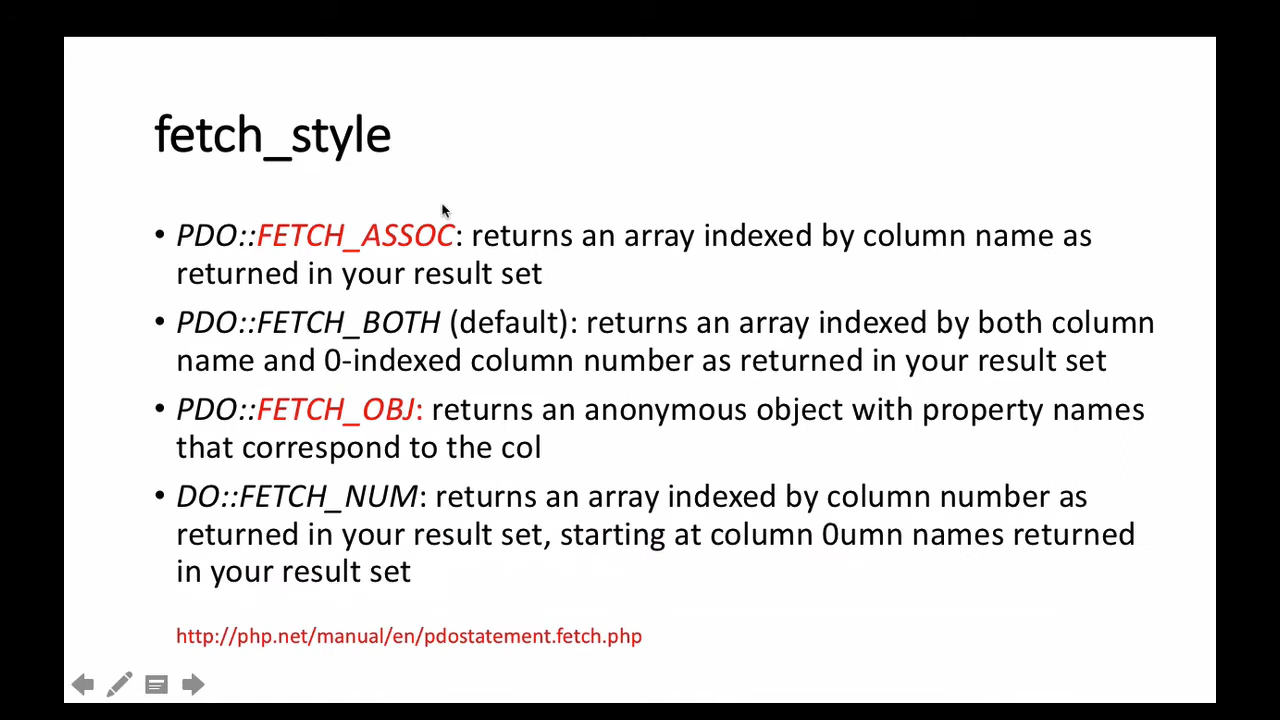 fetch_style
• PDO::FETCH_ASSOC: returns an array indexed by column name as
returned in your result set
• PDO::FETCH_BOTH (default): returns an array indexed by both column
name and 0-indexed column number as returned in your result set
• PDO::FETCH_OBJ: returns an anonymous object with property names
that correspond to the col
• DO::FETCH_NUM: returns an array indexed by column number as
returned in your result set, starting at column 0umn names returned
in your result set
http://php.net/manual/en/pdostatement.fetch.php